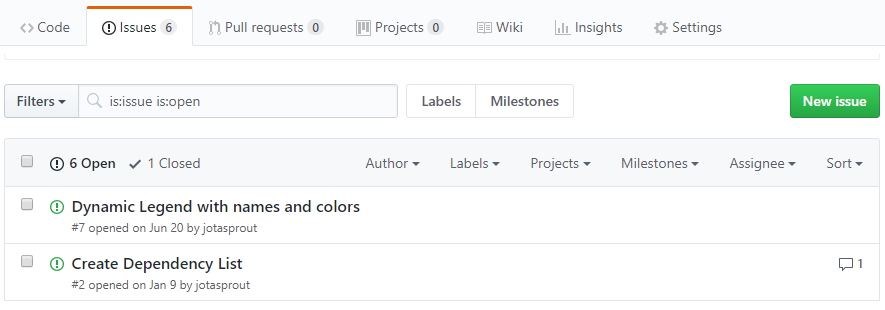 Code Issues 6 Pull requests 0 Projects 0 Wiki Insights Settings
Filters is:issue is:open Labels Milestones New issue
6 Open 1 Closed Author Labels Projects Milestones Assignee Sort
Dynamic Legend with names and colors
#7 opened on Jun 20 by jotasprout
Create Dependency List 1
#2 opened on Jan 9 by jotasprout